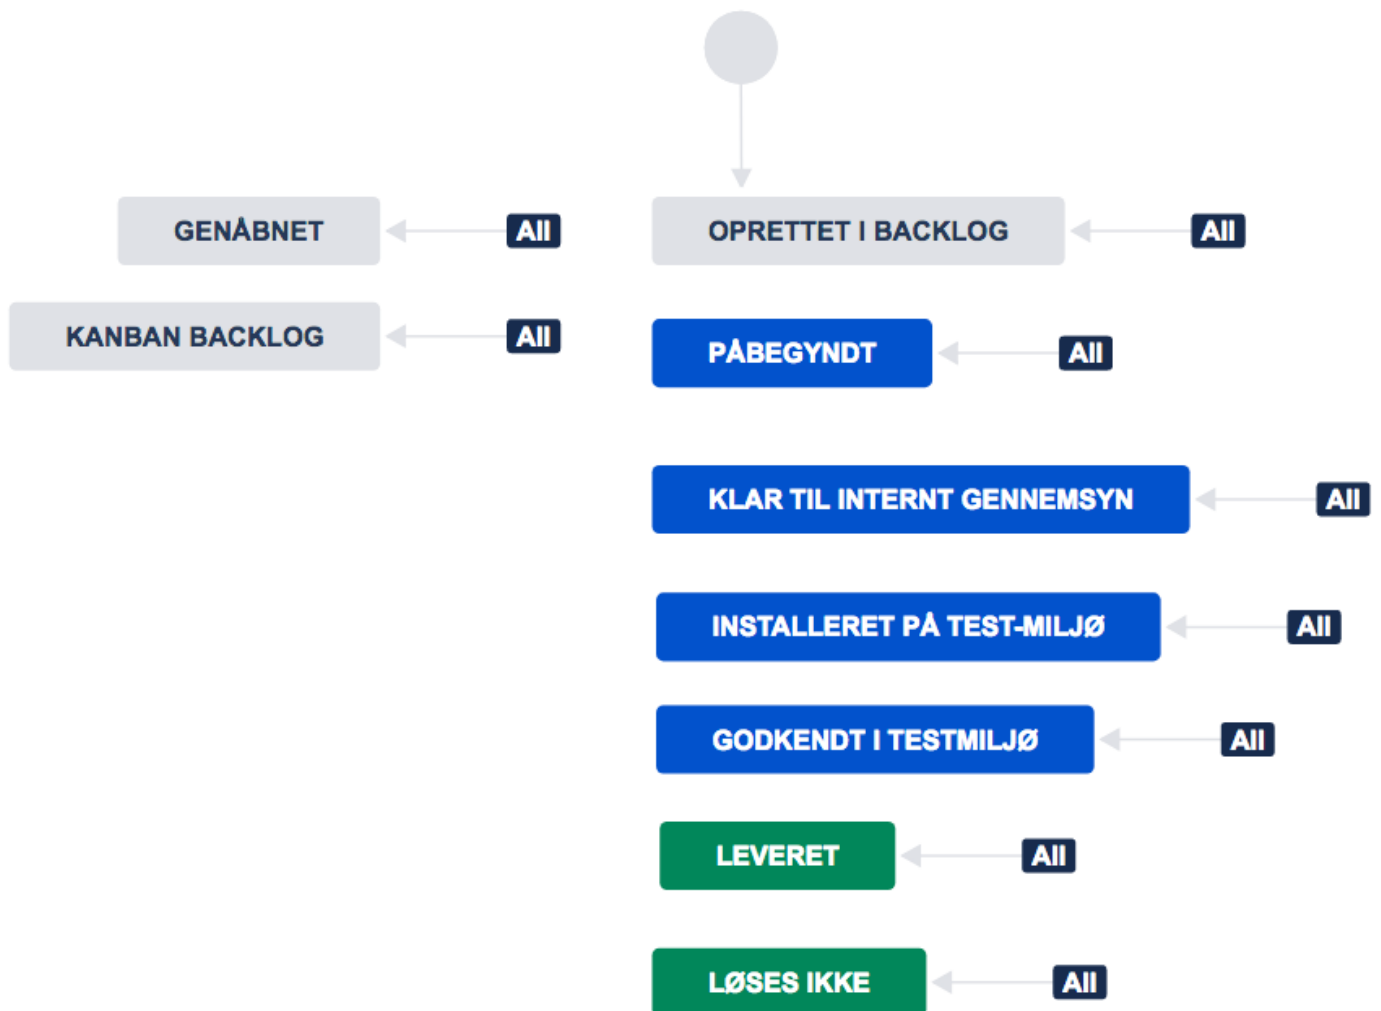 GENÅBNET
All
OPRETTET I BACKLOG
All
KANBAN BACKLOG
All
PÅBEGYNDT
All
KLAR TIL INTERNT GENNEMSYN
All
INSTALLERET PÅ TEST-MILJØ
All
GODKENDT I TESTMILJØ
All
LEVERET
All
LØSES IKKE
All